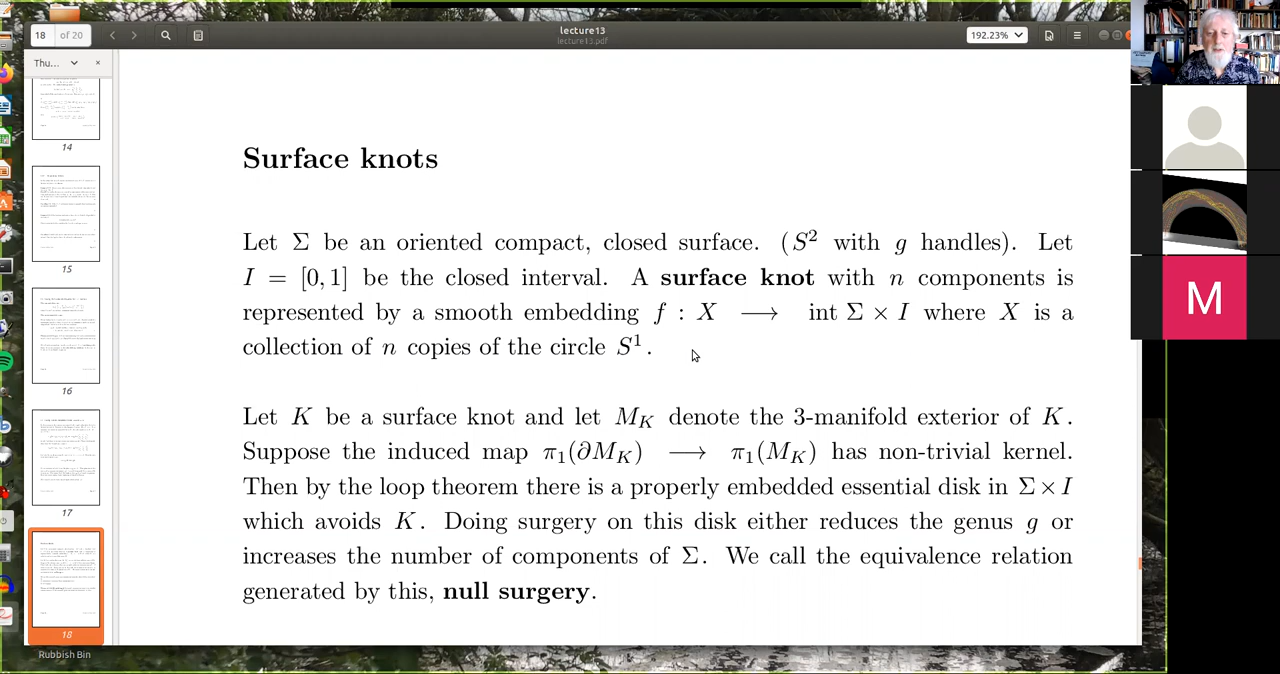 18 of 20
lecture13
lecture13.pdf
192.23%
Thu...
14
15
16
17
18
Rubbish Bin
Surface knots
Let Σ be an oriented compact, closed surface. (S² with g handles). Let
I = [0, 1] be the closed interval. A surface knot with n components is
represented by a smooth embedding f : X ⟶ int Σ × I where X is a
collection of n copies of the circle S¹.
Let K be a surface knot and let M_K denote the 3-manifold exterior of K.
Suppose the induced map π₁(∂M_K) ⟶ π₁(M_K) has non-trivial kernel.
Then by the loop theorem there is a properly embedded essential disk in Σ × I
which avoids K. Doing surgery on this disk either reduces the genus g or
increases the number of components of Σ. We call the equivalence relation
generated by this, null surgery.
M